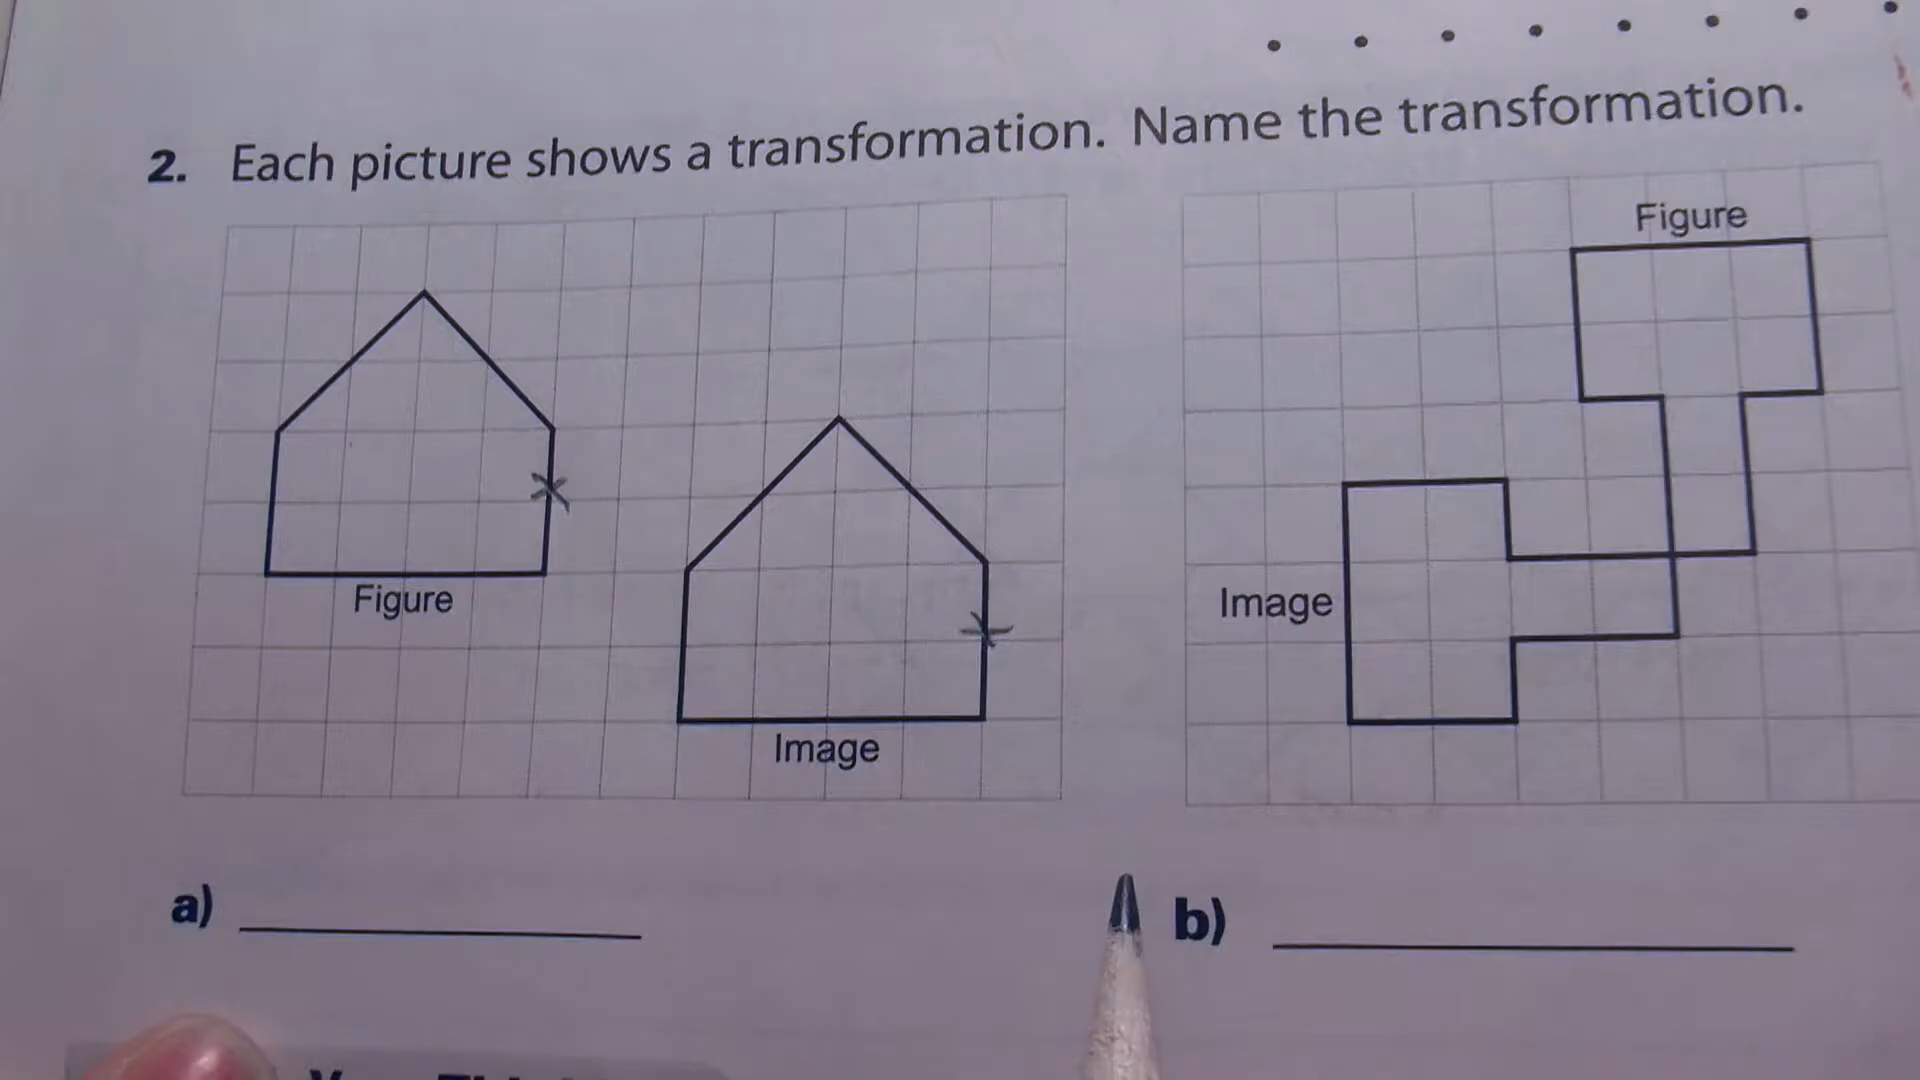 2. Each picture shows a transformation. Name the transformation.
Figure
Image
Figure
Image
a)
b)